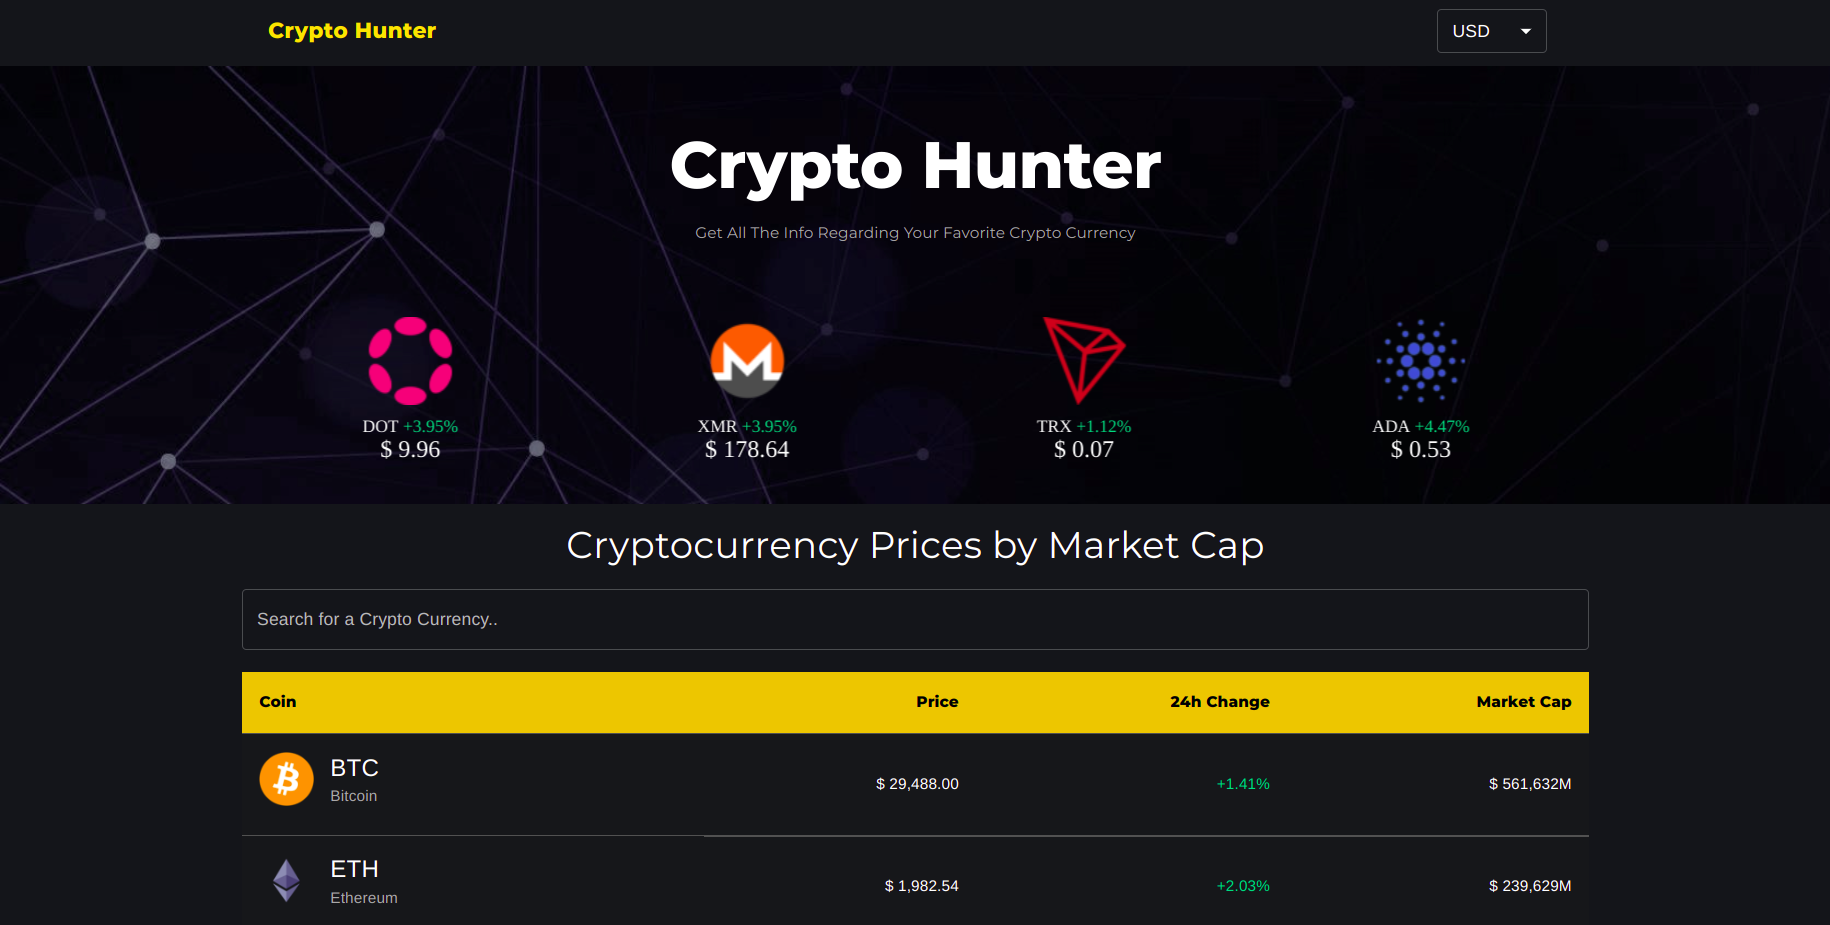 Crypto Hunter
USD
Crypto Hunter
Get All The Info Regarding Your Favorite Crypto Currency
DOT +3.95%
$ 9.96
XMR +3.95%
$ 178.64
TRX +1.12%
$ 0.07
ADA +4.47%
$ 0.53
Cryptocurrency Prices by Market Cap
Search for a Crypto Currency..
Coin Price 24h Change Market Cap
BTC
Bitcoin
$ 29,488.00 +1.41% $ 561,632M
ETH
Ethereum
$ 1,982.54 +2.03% $ 239,629M